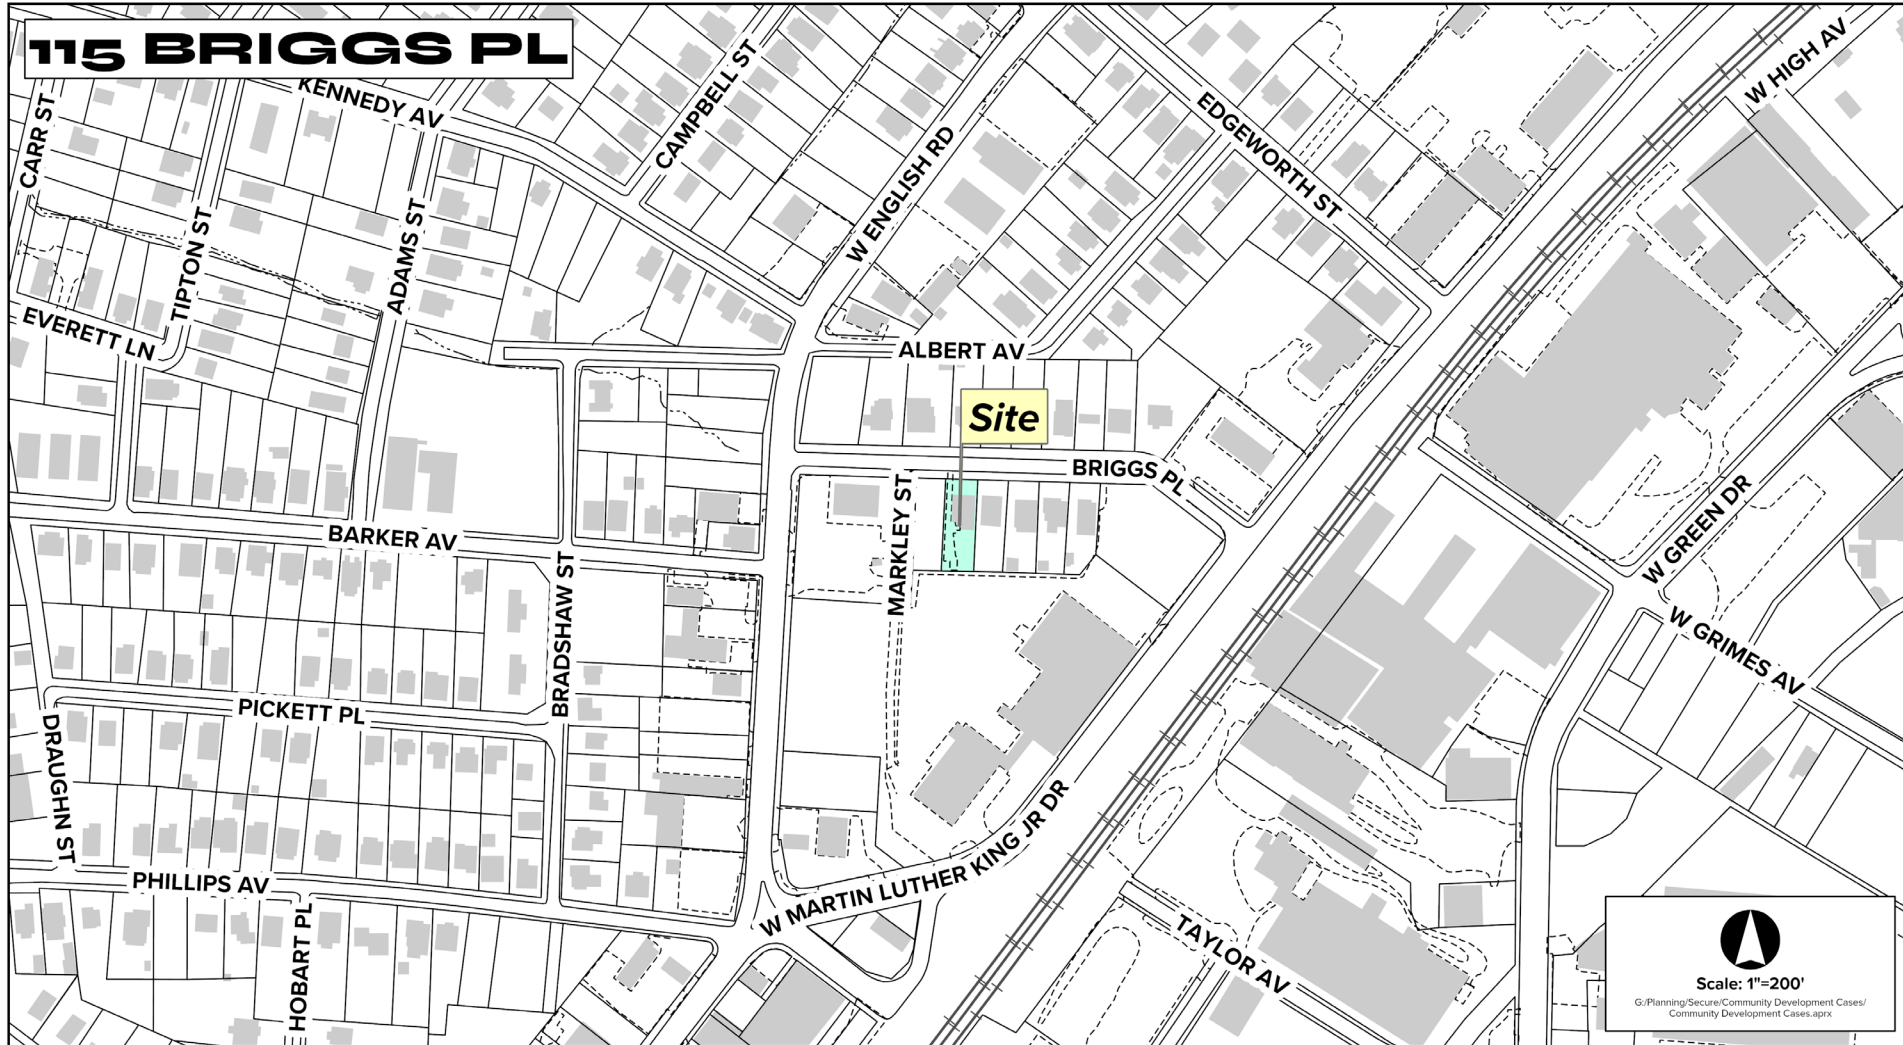 115 BRIGGS PL
W HIGH AV
KENNEDY AV
CAMPBELL ST
CARR ST
W ENGLISH RD
EDGEWORTH ST
TIPTON ST
ADAMS ST
EVERETT LN
ALBERT AV
Site
BRIGGS PL
MARKLEY ST
W GREEN DR
BARKER AV
BRADSHAW ST
W GRIMES AV
PICKETT PL
DRAUGHN ST
W MARTIN LUTHER KING JR DR
PHILLIPS AV
HOBART PL
TAYLOR AV
Scale: 1"=200'
G:/Planning/Secure/Community Development Cases/
Community Development Cases.aprx